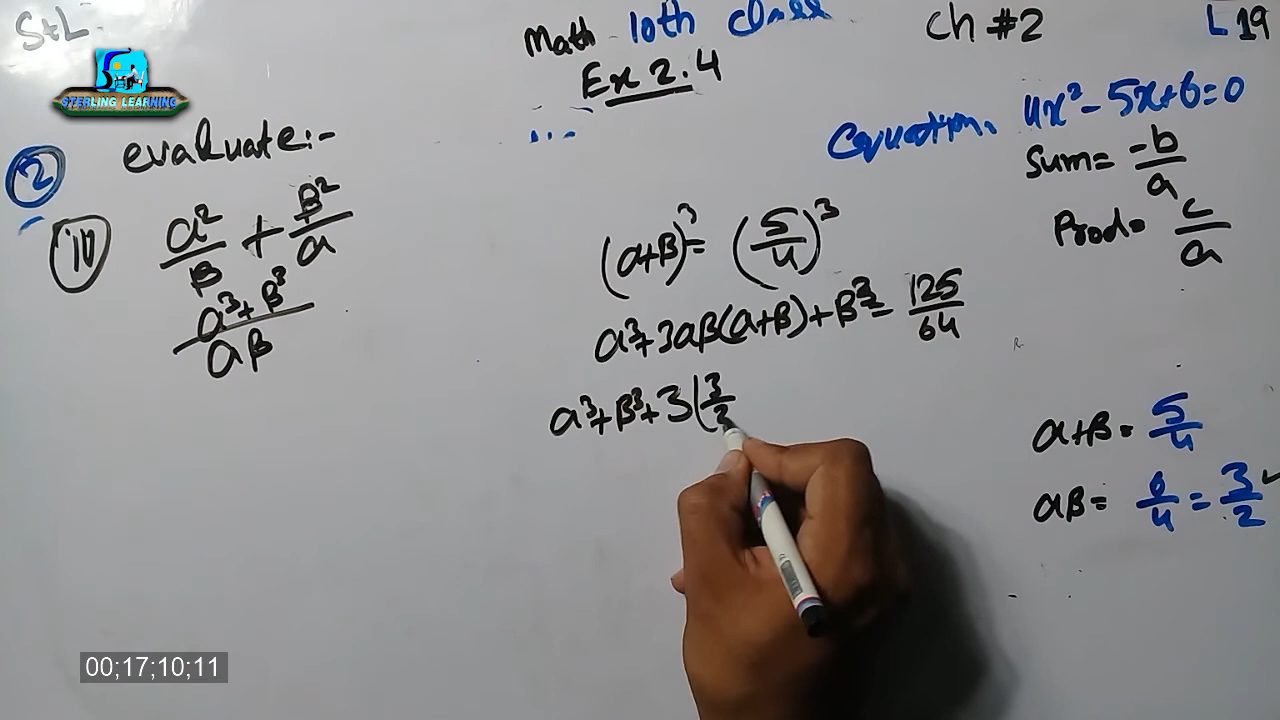 StL
STERLING LEARNING
Math 10th class Ch #2 L 19
Ex 2.4
...
Equation. 4x² - 5x+6=0
② evaluate:-
Sum= -b/a
Prod= c/a
iv α²/β + β²/α
α³+β³/αβ
(α+β)³= (5/4)³
α³+3αβ(α+β)+β³= 125/64
α³+β³+3(3/2
α+β= 5/4
αβ= 6/4 = 3/2 ✓
00;17;10;11